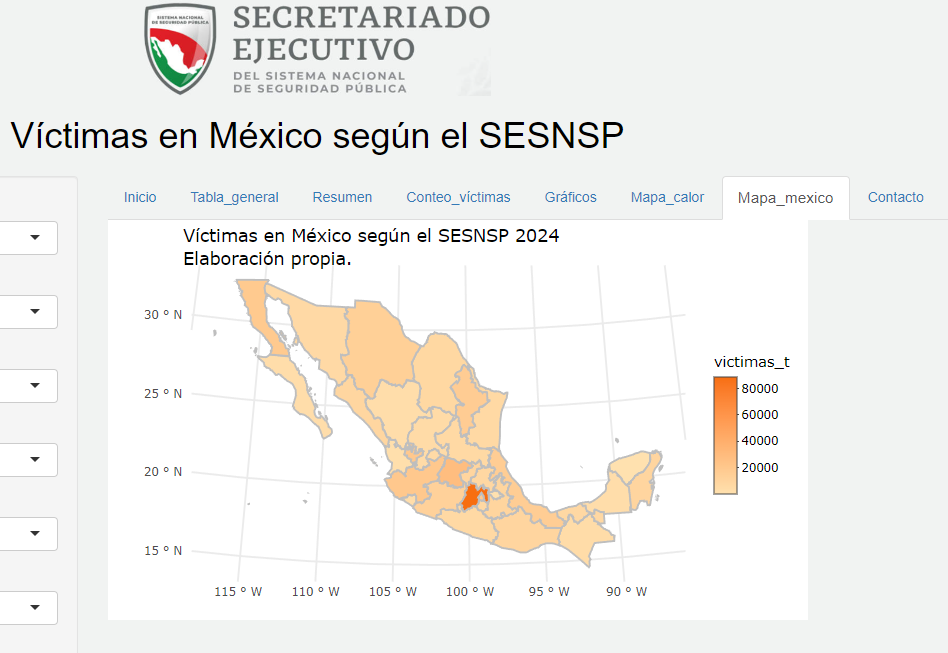 SISTEMA NACIONAL
DE SEGURIDAD PÚBLICA
SECRETARIADO
EJECUTIVO
DEL SISTEMA NACIONAL
DE SEGURIDAD PÚBLICA
Víctimas en México según el SESNSP
Inicio
Tabla_general
Resumen
Conteo_víctimas
Gráficos
Mapa_calor
Mapa_mexico
Contacto
Víctimas en México según el SESNSP 2024
Elaboración propia.
30 ° N
25 ° N
20 ° N
15 ° N
115 ° W
110 ° W
105 ° W
100 ° W
95 ° W
90 ° W
victimas_t
80000
60000
40000
20000